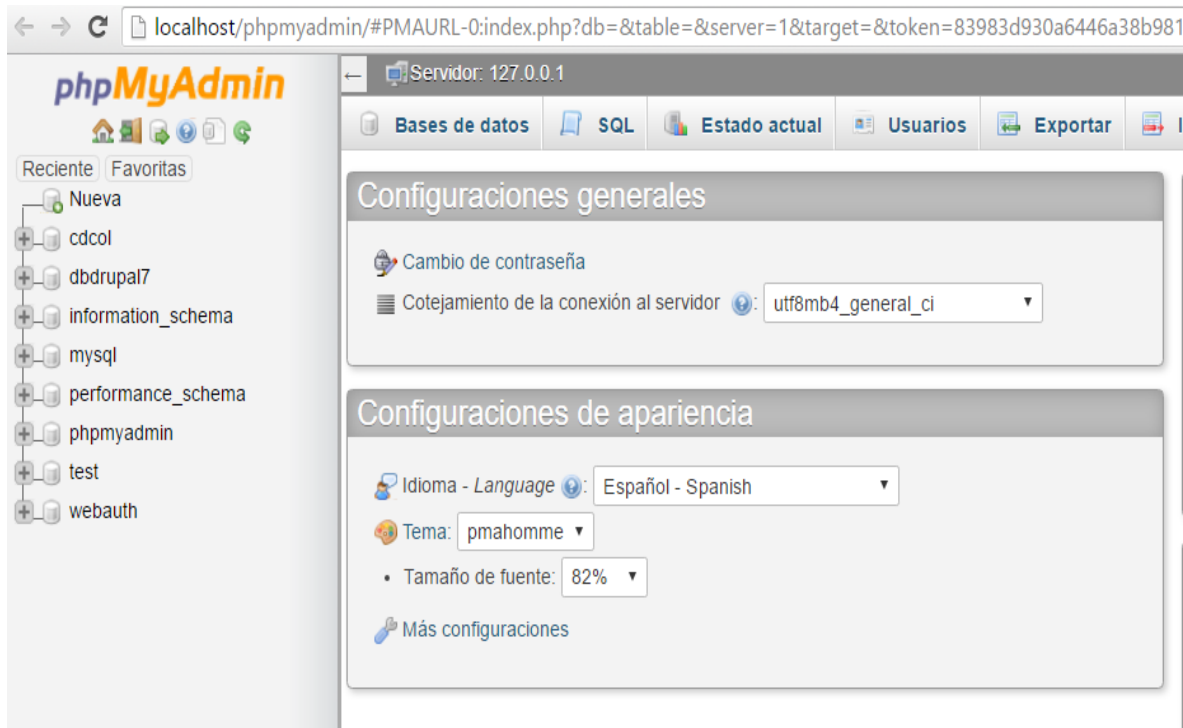 localhost/phpmyadmin/#PMAURL-0:index.php?db=&table=&server=1&target=&token=83983d930a6446a38b981
phpMyAdmin
Reciente Favoritas
Nueva
cdcol
dbdrupal7
information_schema
mysql
performance_schema
phpmyadmin
test
webauth
Servidor: 127.0.0.1
Bases de datos SQL Estado actual Usuarios Exportar
Configuraciones generales
Cambio de contraseña
Cotejamiento de la conexión al servidor : utf8mb4_general_ci
Configuraciones de apariencia
Idioma - Language : Español - Spanish
Tema: pmahomme
• Tamaño de fuente: 82%
Más configuraciones